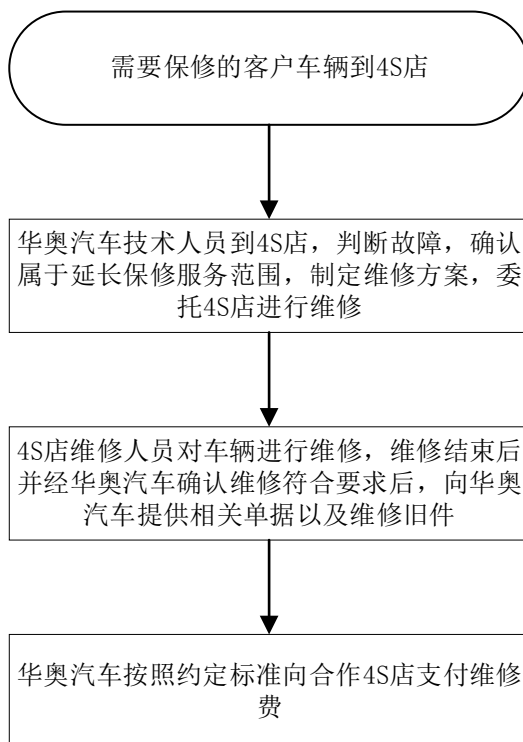 需要保修的客户车辆到4S店
华奥汽车技术人员到4S店，判断故障，确认
属于延长保修服务范围，制定维修方案，委
托4S店进行维修
4S店维修人员对车辆进行维修，维修结束后
并经华奥汽车确认维修符合要求后，向华奥
汽车提供相关单据以及维修旧件
华奥汽车按照约定标准向合作4S店支付维修
费